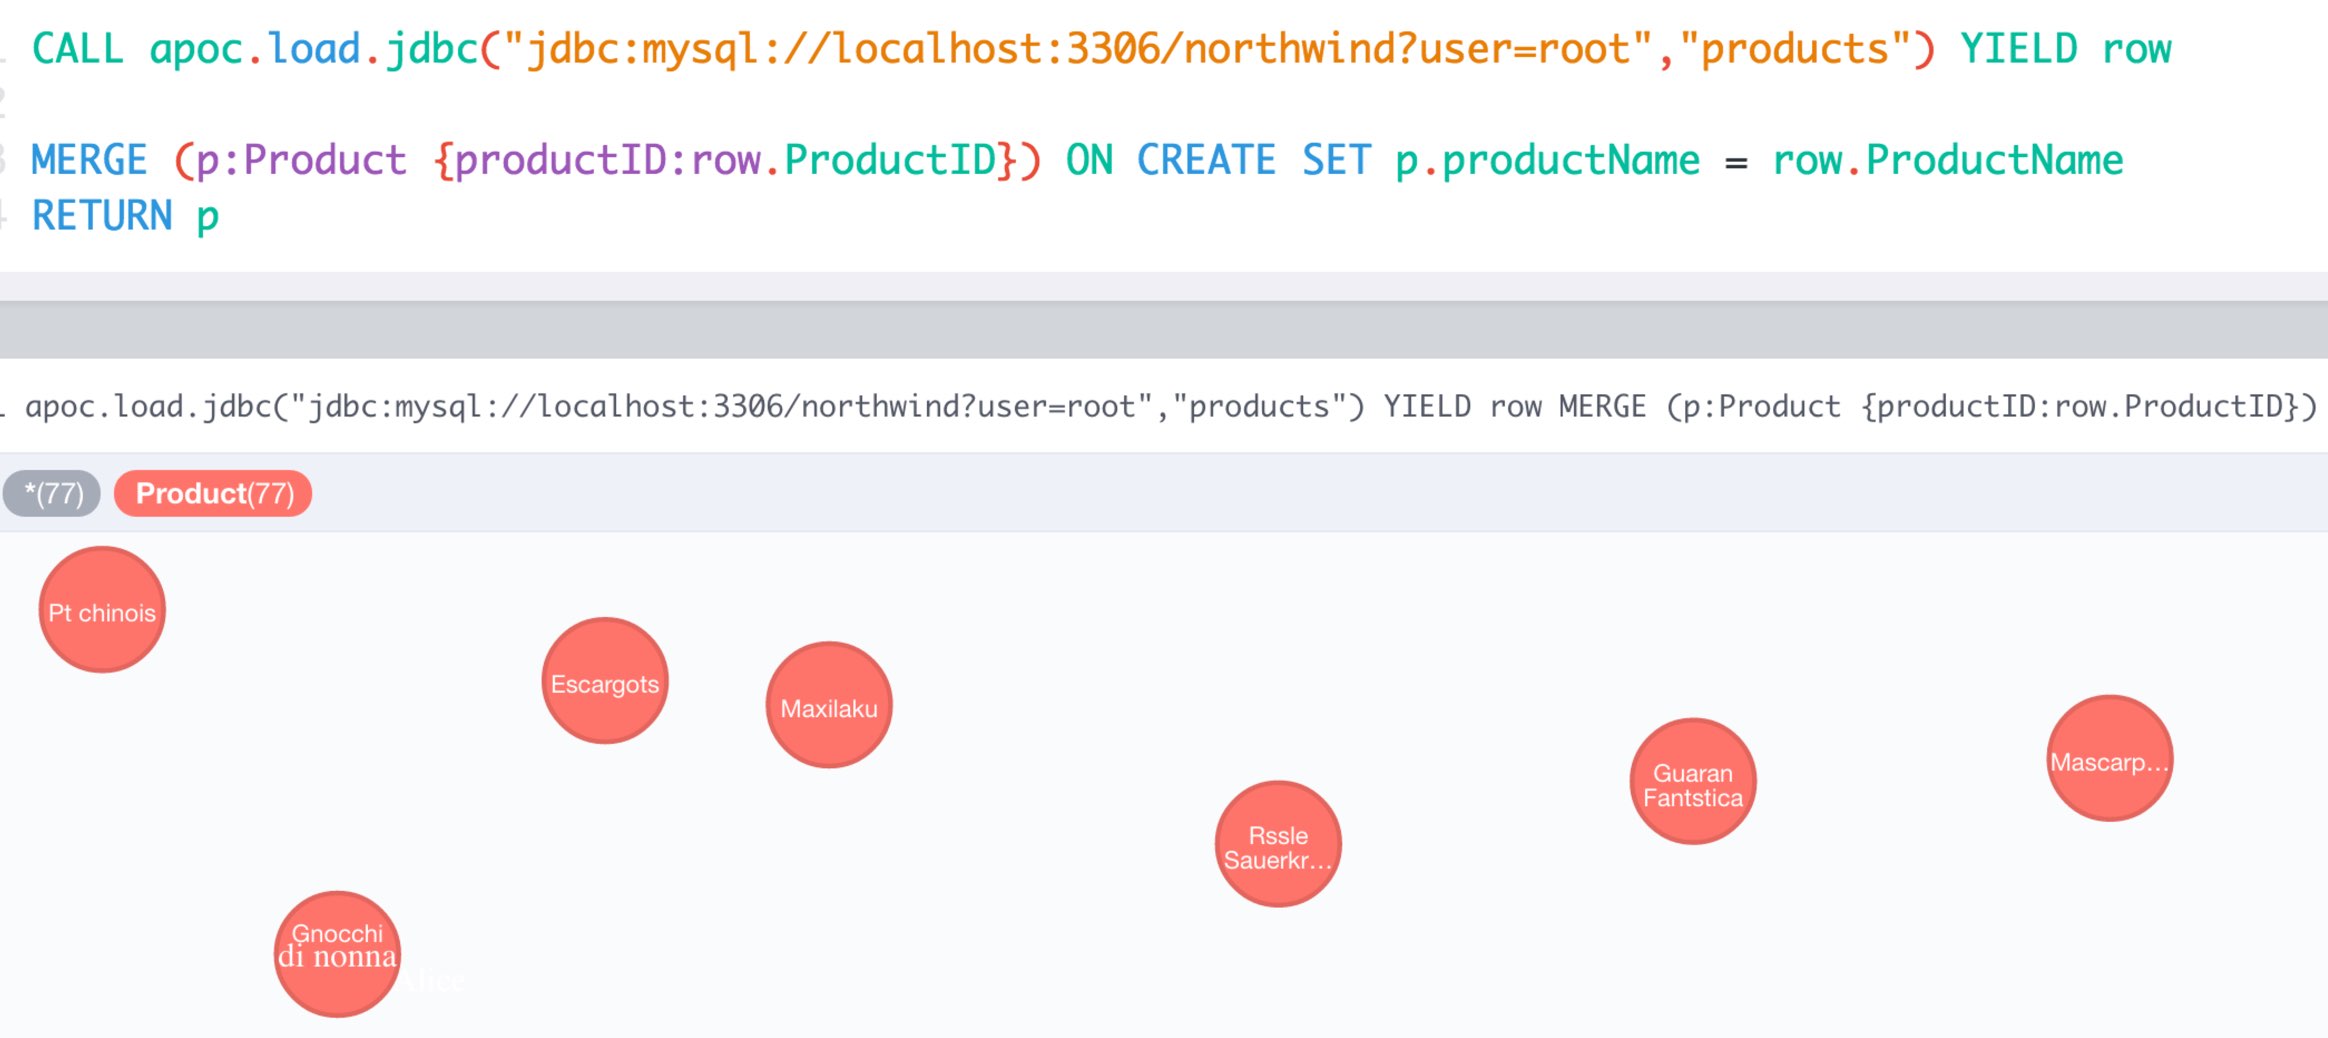 CALL apoc.load.jdbc("jdbc:mysql://localhost:3306/northwind?user=root","products") YIELD row
MERGE (p:Product {productID:row.ProductID}) ON CREATE SET p.productName = row.ProductName
RETURN p
apoc.load.jdbc("jdbc:mysql://localhost:3306/northwind?user=root","products") YIELD row MERGE (p:Product {productID:row.ProductID})
*(77) Product(77)
Pt chinois
Escargots
Maxilaku
Guaran
Fantstica
Mascarp...
Rssle
Sauerkr...
Gnocchi
di nonna
Alice